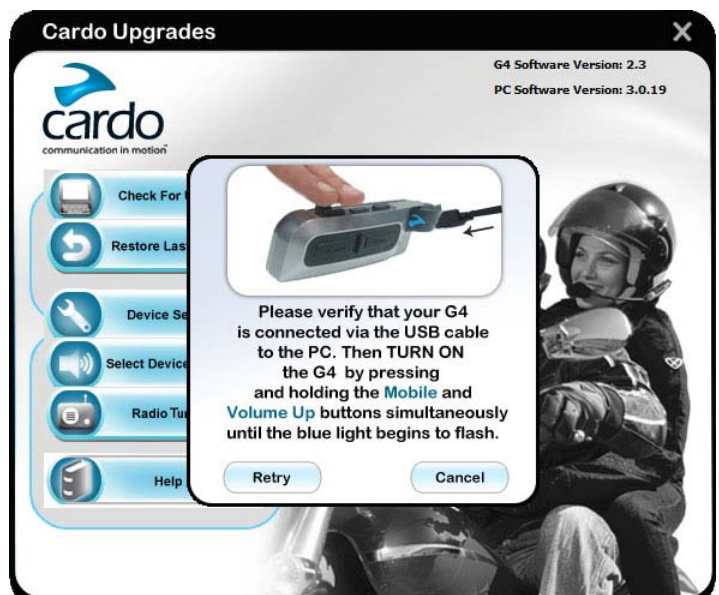 Cardo Upgrades
G4 Software Version: 2.3
PC Software Version: 3.0.19
cardo
communication in motion
Check For
Restore Las
Device Se
Select Device
Radio Tu
Help
Please verify that your G4
is connected via the USB cable
to the PC. Then TURN ON
the G4 by pressing
and holding the Mobile and
Volume Up buttons simultaneously
until the blue light begins to flash.
Retry
Cancel